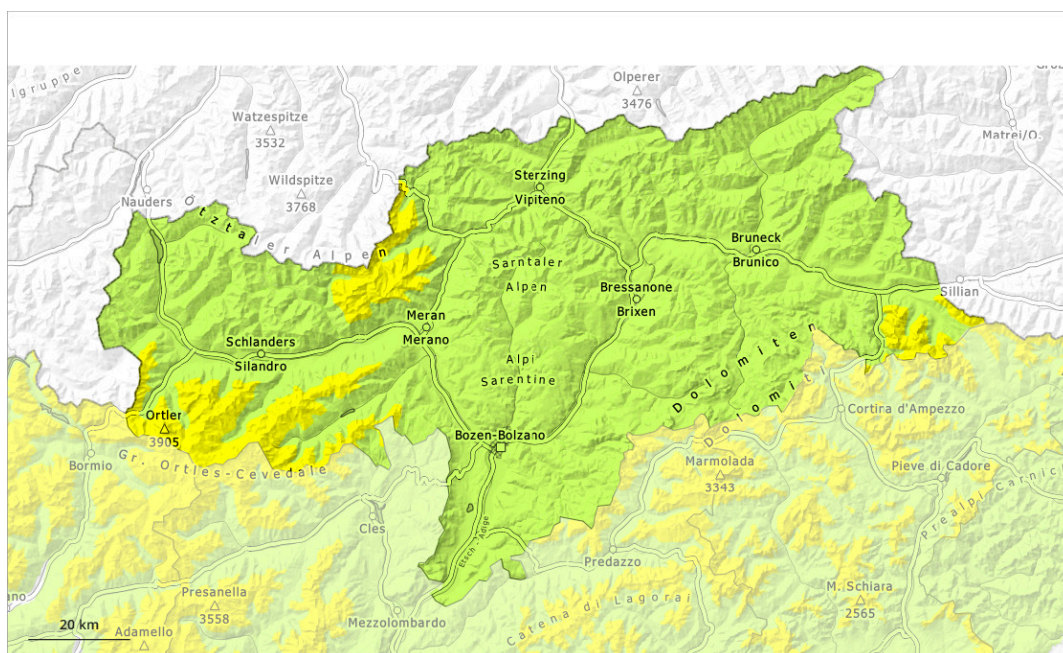 Olperer
3476
Watzespitze
3532
Matrei/O.
Wildspitze
3768
Nauders
Sterzing
Vipiteno
Ötztaler Alpen
Bruneck
Brunico
Sarntaler
Alpen
Bressanone
Brixen
Sillian
Meran
Merano
Schlanders
Silandro
Alpi
Sarentine
Dolomiten
Dolomiti
Ortler
3905
Cortina d'Ampezzo
Bozen-Bolzano
Bormio
Gr. Ortles-Cevedale
Marmolada
3343
Pieve di Cadore
Prealpi Carnic
Cles
Etsch - Adige
Predazzo
Presanella
3558
M. Schiara
2565
Catena di Lagorai
Mezzolombardo
Adamello
20 km